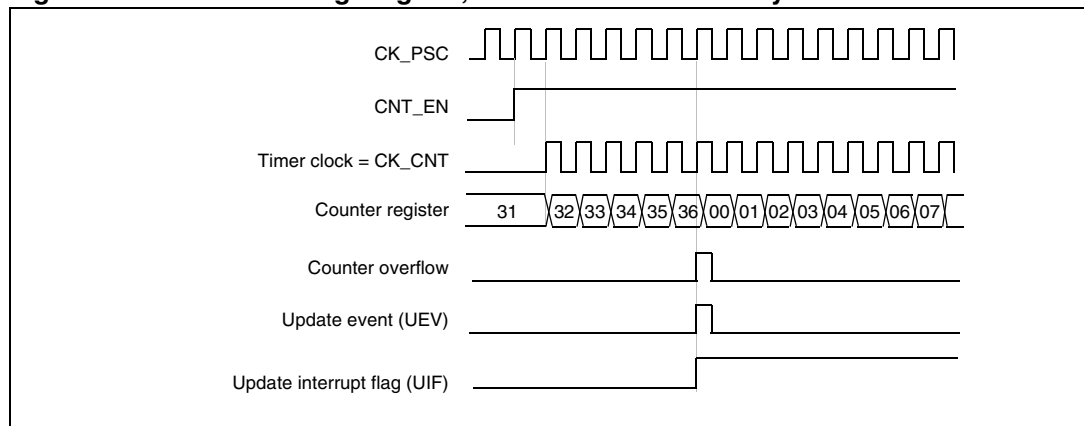 CK_PSC
CNT_EN
Timer clock = CK_CNT
Counter register 31 32 33 34 35 36 00 01 02 03 04 05 06 07
Counter overflow
Update event (UEV)
Update interrupt flag (UIF)